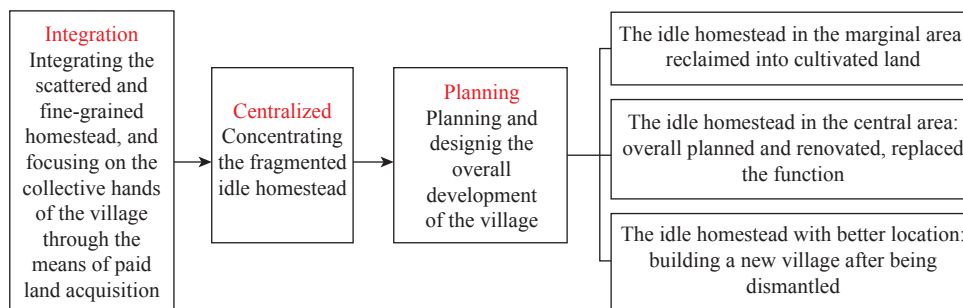 Integration
Integrating the
scattered and
fine-grained
homestead, and
focusing on the
collective hands
of the village
through the
means of paid
land acquisition
Centralized
Concentrating
the fragmented
idle homestead
Planning
Planning and
designig the
overall
development
of the village
The idle homestead in the marginal area:
reclaimed into cultivated land
The idle homestead in the central area:
overall planned and renovated, replaced
the function
The idle homestead with better location:
building a new village after being
dismantled